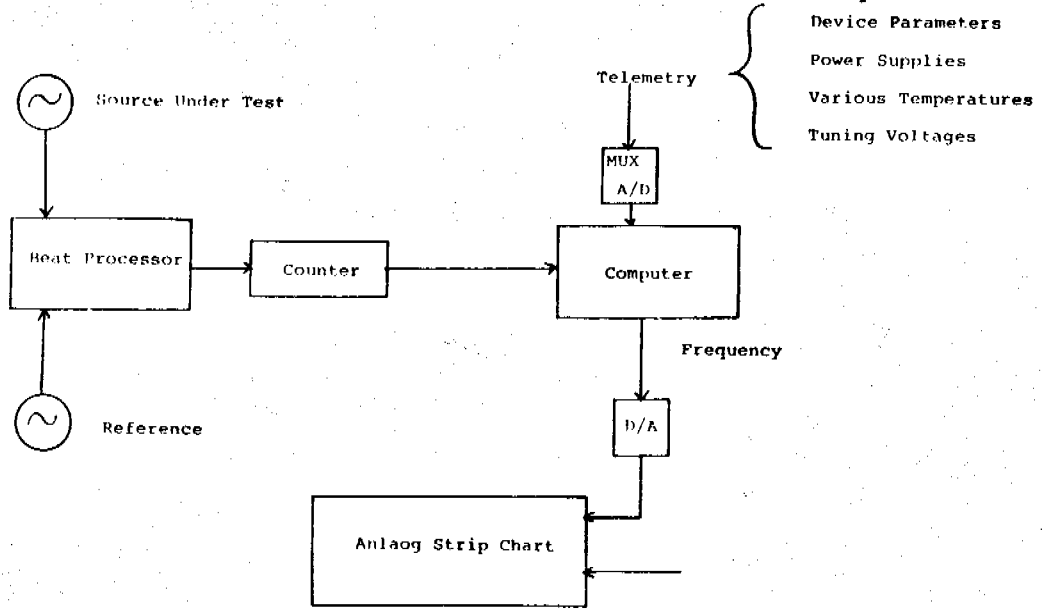 Device Parameters
Power Supplies
Various Temperatures
Tuning Voltages
Telemetry
Source Under Test
MUX
A/D
Beat Processor
Counter
Computer
Frequency
Reference
D/A
Anlaog Strip Chart